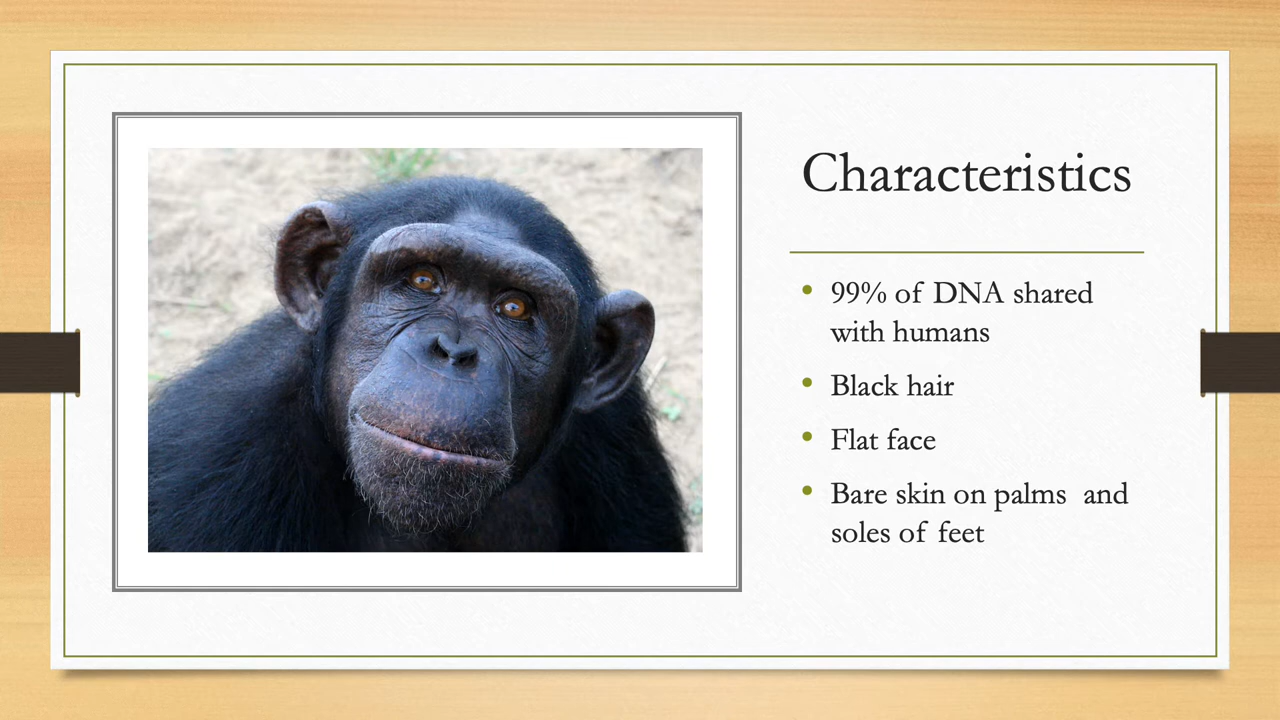 Characteristics
99% of DNA shared
with humans
Black hair
Flat face
Bare skin on palms  and
soles of feet